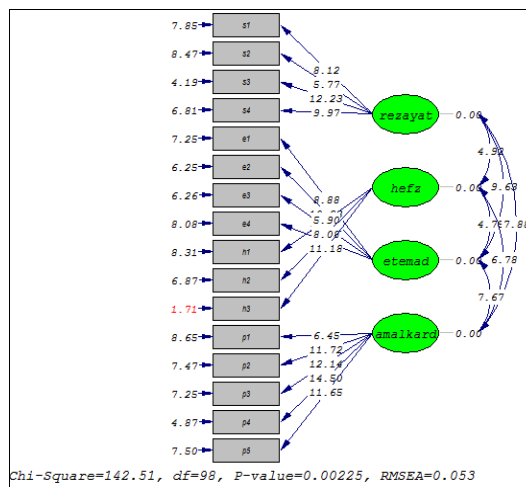 7.85 s1
8.47 s2
4.19 s3
6.81 s4
7.25 e1
6.25 e2
6.26 e3
8.08 e4
8.31 h1
6.87 h2
1.71 h3
8.65 p1
7.47 p2
7.25 p3
4.87 p4
7.50 p5
8.12
5.77
12.23
9.97
8.88
5.90
8.06
11.18
6.45
11.72
12.14
14.50
11.65
rezayat 0.00
hefz 0.00
etemad 0.00
amalkard 0.00
4.92
9.63
7.88
6.78
7.67
Chi-Square=142.51, df=98, P-value=0.00225, RMSEA=0.053